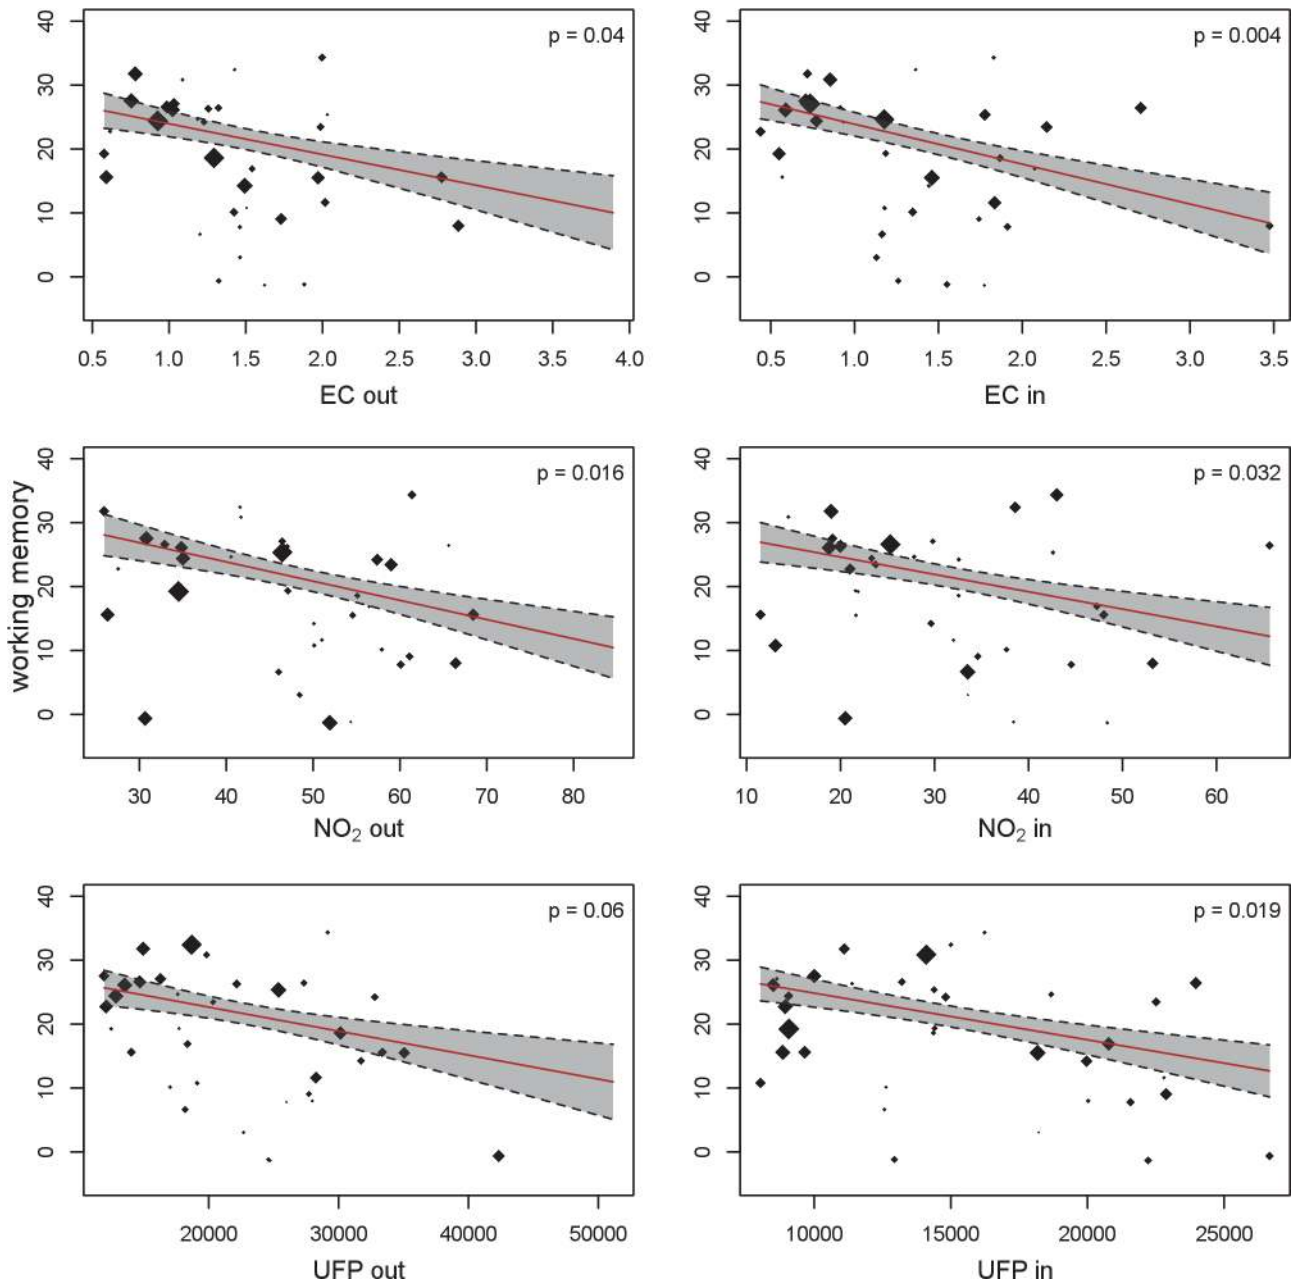 p = 0.04
40
30
20
10
0
0.5 1.0 1.5 2.0 2.5 3.0 3.5 4.0
EC out
p = 0.004
40
30
20
10
0
0.5 1.0 1.5 2.0 2.5 3.0 3.5
EC in
working memory
p = 0.016
40
30
20
10
0
30 40 50 60 70 80
NO2 out
p = 0.032
40
30
20
10
0
10 20 30 40 50 60
NO2 in
p = 0.06
40
30
20
10
0
20000 30000 40000 50000
UFP out
p = 0.019
40
30
20
10
0
10000 15000 20000 25000
UFP in